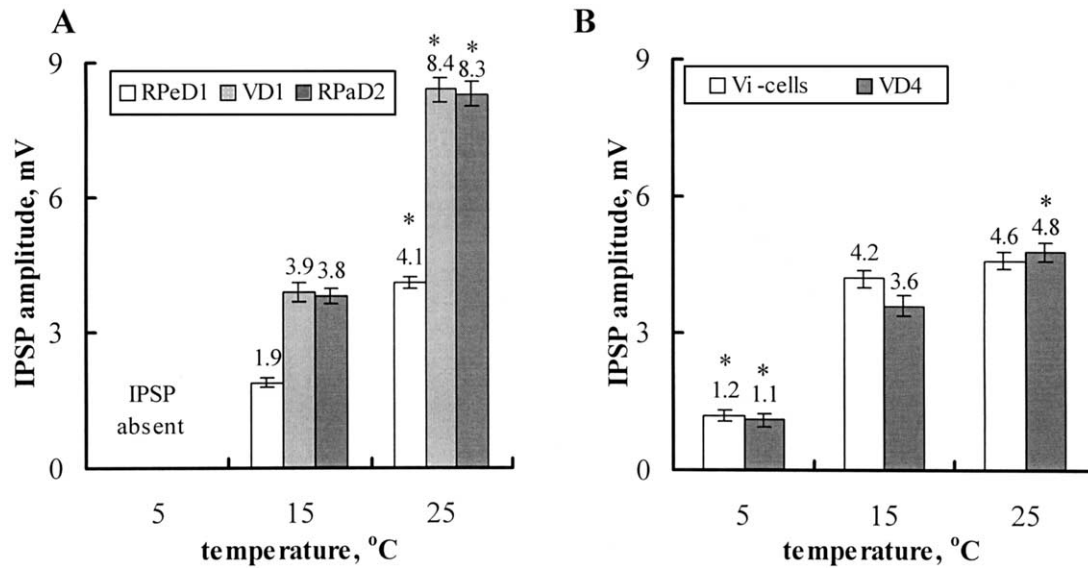 A
IPSP amplitude, mV
9
6
3
0
RPeD1 VD1 RPaD2
IPSP
absent
1.9
3.9
3.8
*
4.1
*
8.4
*
8.3
5 15 25
temperature, °C
B
IPSP amplitude, mV
9
6
3
0
Vi-cells VD4
*
1.2
*
1.1
4.2
3.6
4.6
*
4.8
5 15 25
temperature, °C